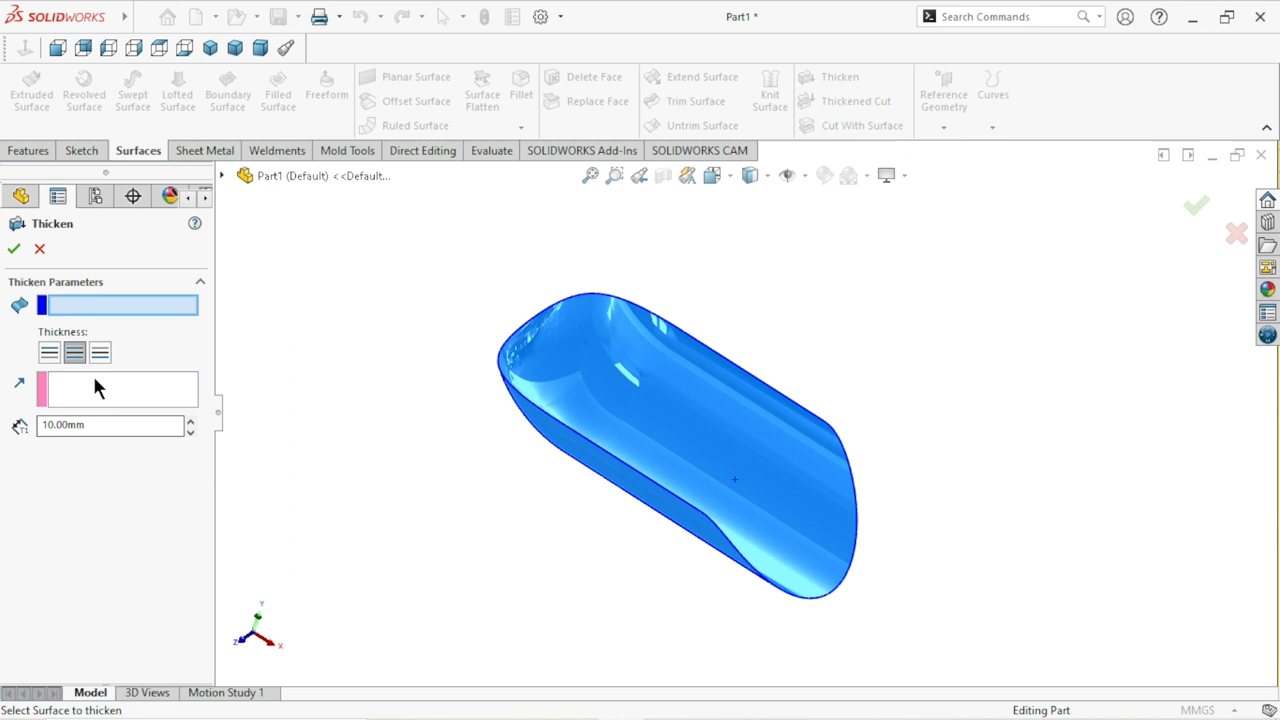 SOLIDWORKS
Part1 *
Search Commands
Extruded Surface
Revolved Surface
Swept Surface
Lofted Surface
Boundary Surface
Filled Surface
Freeform
Planar Surface
Offset Surface
Ruled Surface
Surface Flatten
Fillet
Delete Face
Replace Face
Extend Surface
Trim Surface
Untrim Surface
Knit Surface
Thicken
Thickened Cut
Cut With Surface
Reference Geometry
Curves
Features
Sketch
Surfaces
Sheet Metal
Weldments
Mold Tools
Direct Editing
Evaluate
SOLIDWORKS Add-Ins
SOLIDWORKS CAM
Part1 (Default) <<Default...
Thicken
Thicken Parameters
Thickness:
10.00mm
Y
Z
X
Model
3D Views
Motion Study 1
Select Surface to thicken
Editing Part
MMGS